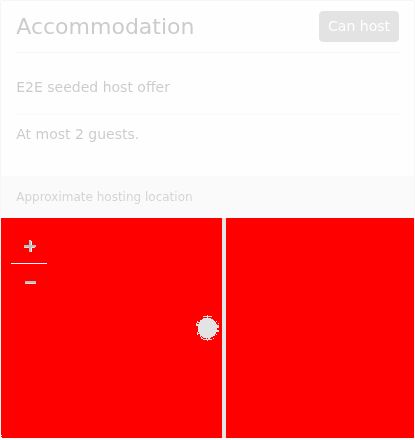 Accommodation
Can host
E2E seeded host offer
At most 2 guests.
Approximate hosting location
+
−